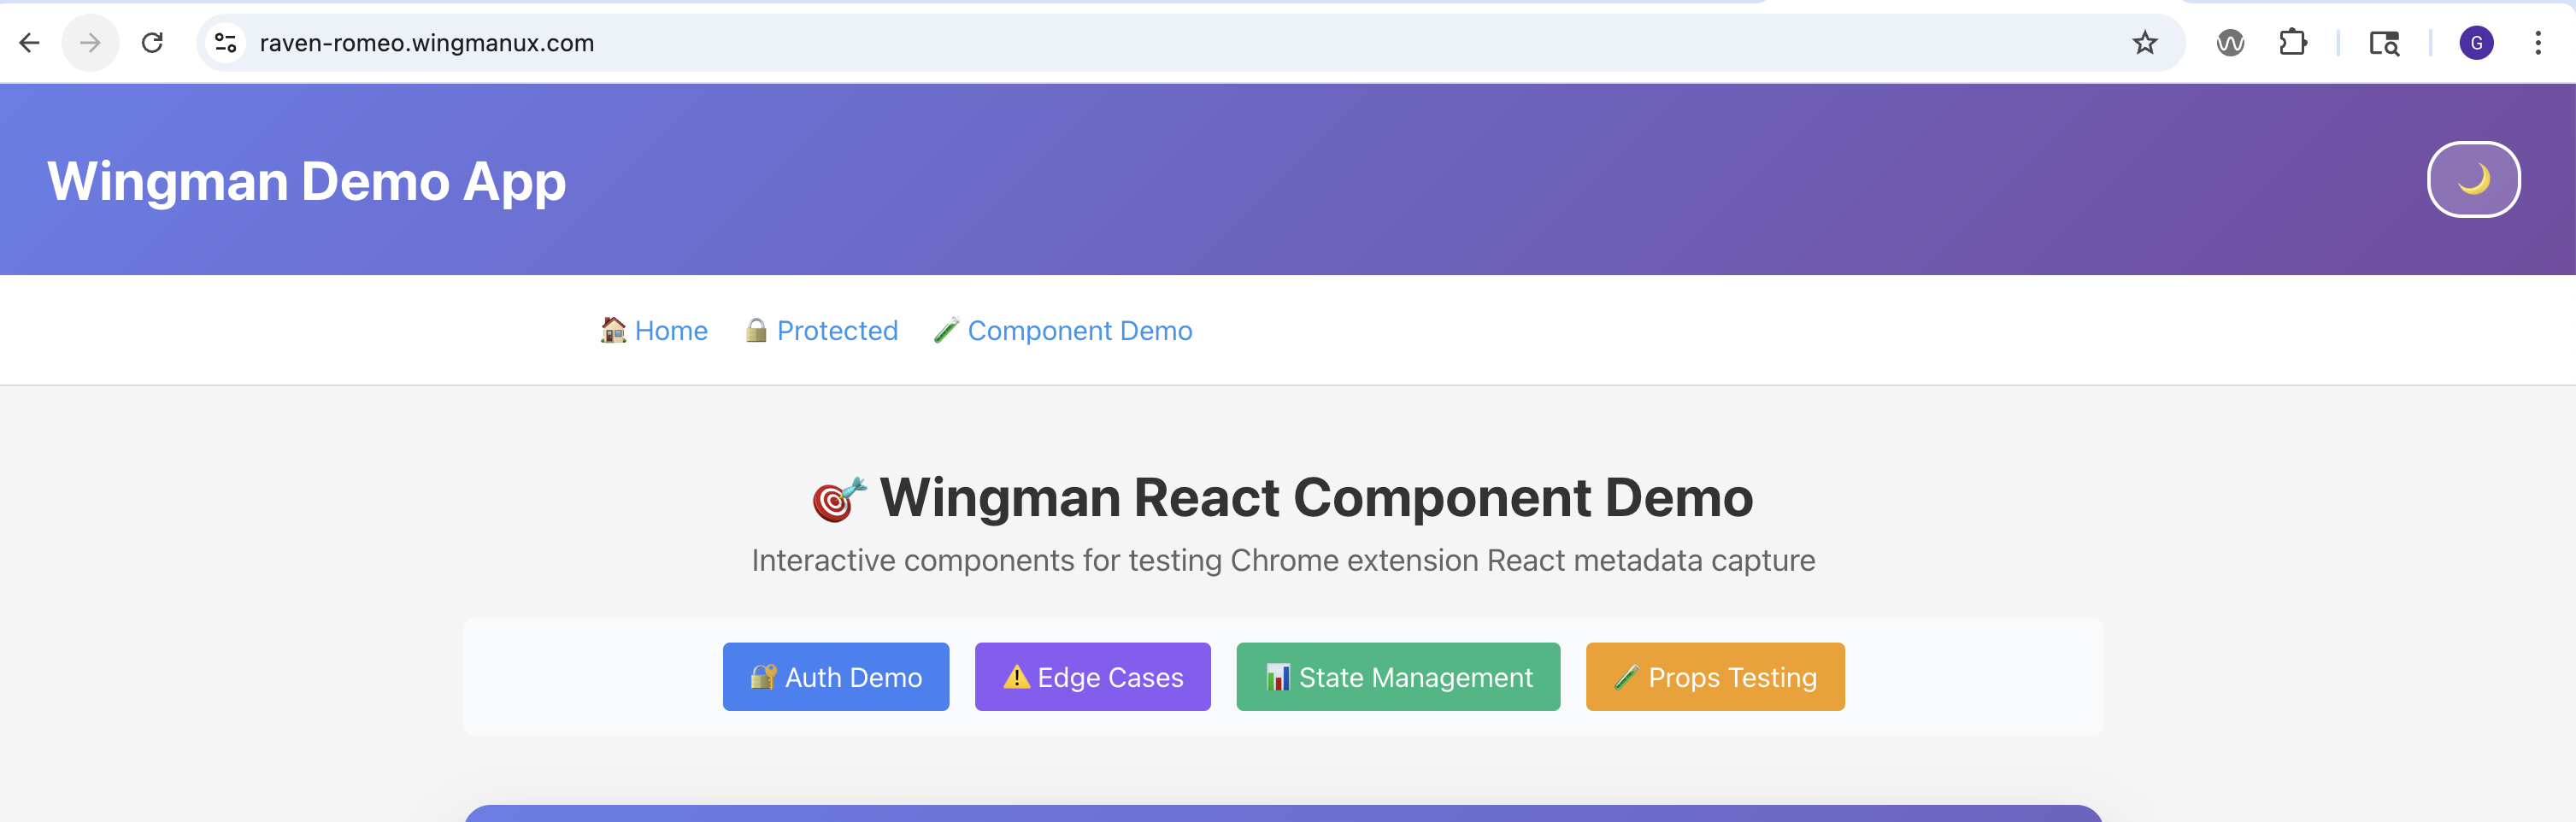 raven-romeo.wingmanux.com
G
Wingman Demo App
🏠 Home 🔒 Protected 🧪 Component Demo
🎯 Wingman React Component Demo
Interactive components for testing Chrome extension React metadata capture
🔐 Auth Demo ⚠️ Edge Cases 📊 State Management 🧪 Props Testing